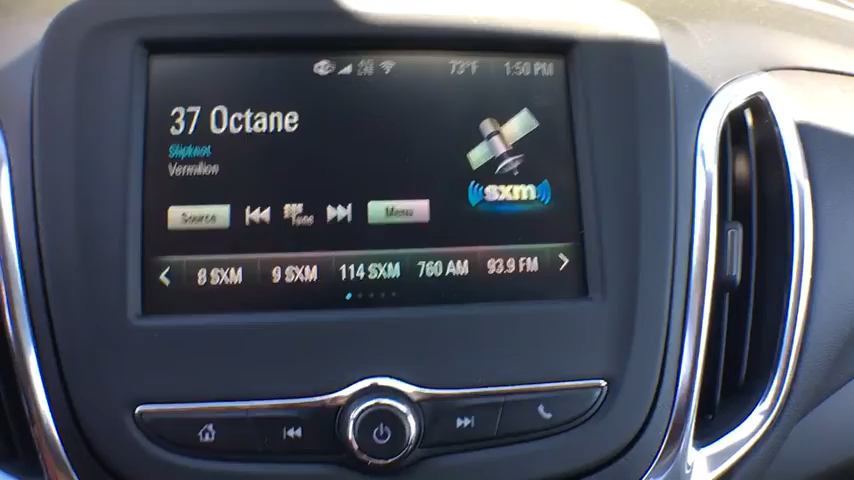 73°F 1:50 PM
37 Octane
Slipknot
Vermilion
sxm
Source Tune Menu
8 SXM 9 SXM 114 SXM 760 AM 93.9 FM